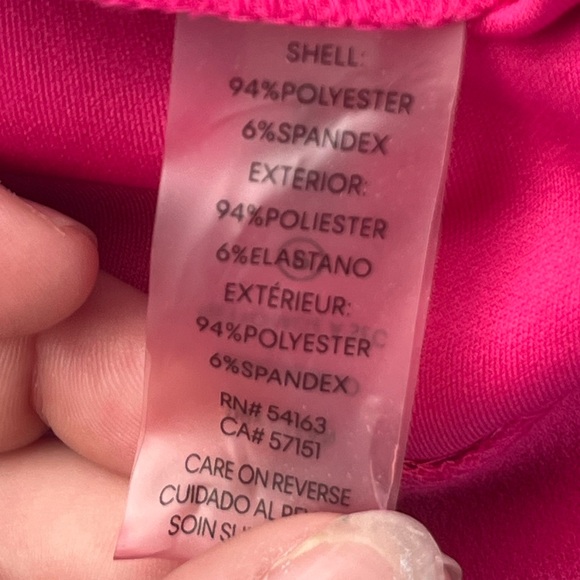 SHELL:
94%POLYESTER
6%SPANDEX
EXTERIOR:
94%POLIESTER
6%ELASTANO
EXTÉRIEUR:
94%POLYESTER
6%SPANDEX
RN# 54163
CA# 57151
CARE ON REVERSE
CUIDADO AL
SOIN